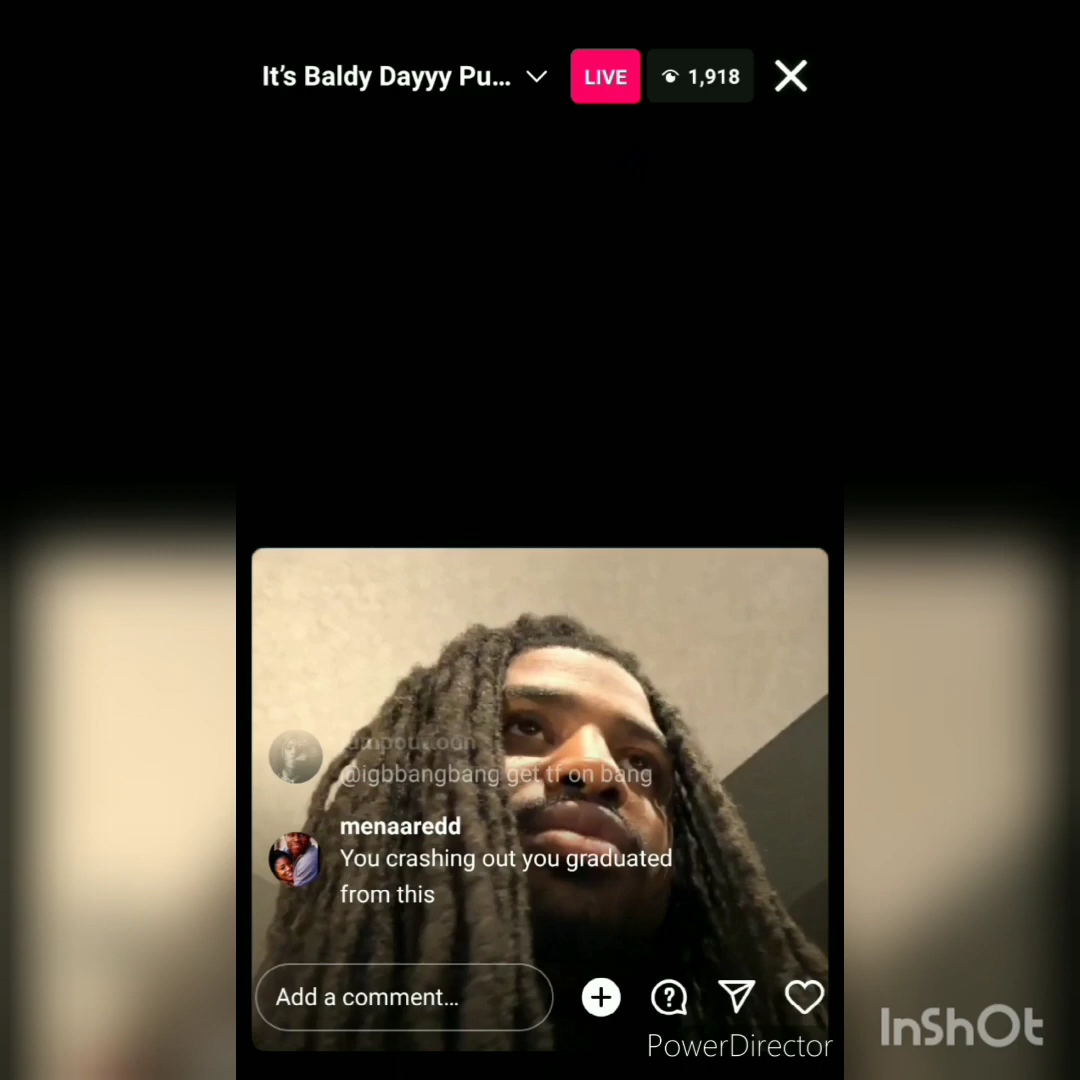 It's Baldy Dayyy Pu...
LIVE
1,918
@igbbangbang get tf on bang
menaaredd
You crashing out you graduated
from this
Add a comment...
PowerDirector
InShOt